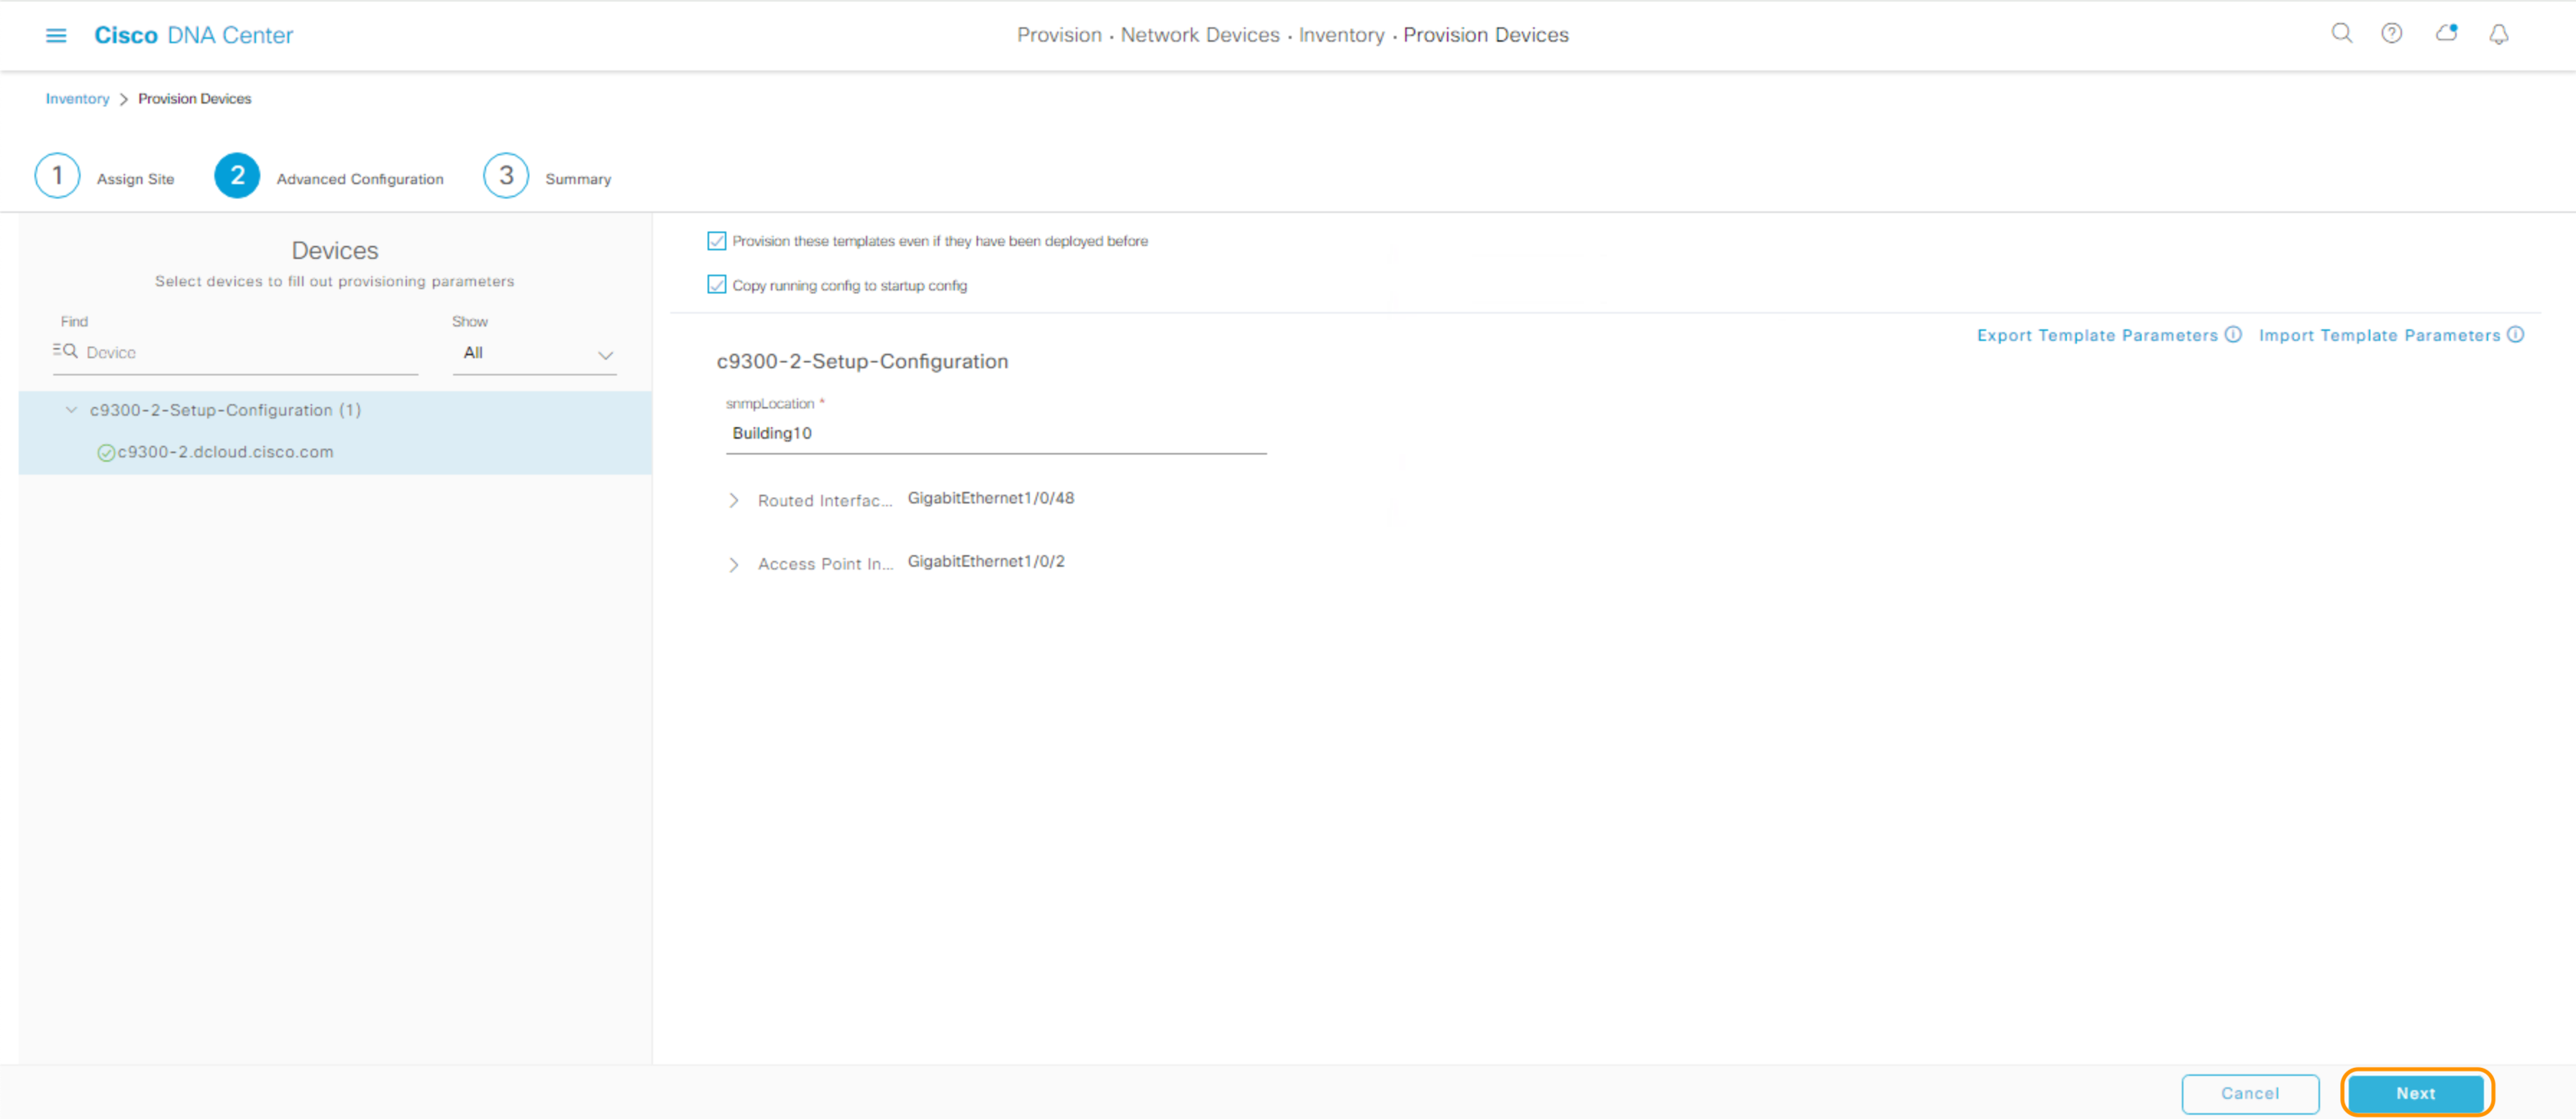 Cisco DNA Center
Provision · Network Devices · Inventory · Provision Devices
Inventory > Provision Devices
1 Assign Site 2 Advanced Configuration 3 Summary
Devices
Select devices to fill out provisioning parameters
Find Show
Device All
c9300-2-Setup-Configuration (1)
c9300-2.dcloud.cisco.com
Provision these templates even if they have been deployed before
Copy running config to startup config
Export Template Parameters Import Template Parameters
c9300-2-Setup-Configuration
snmpLocation *
Building10
Routed Interfac... GigabitEthernet1/0/48
Access Point In... GigabitEthernet1/0/2
Cancel Next